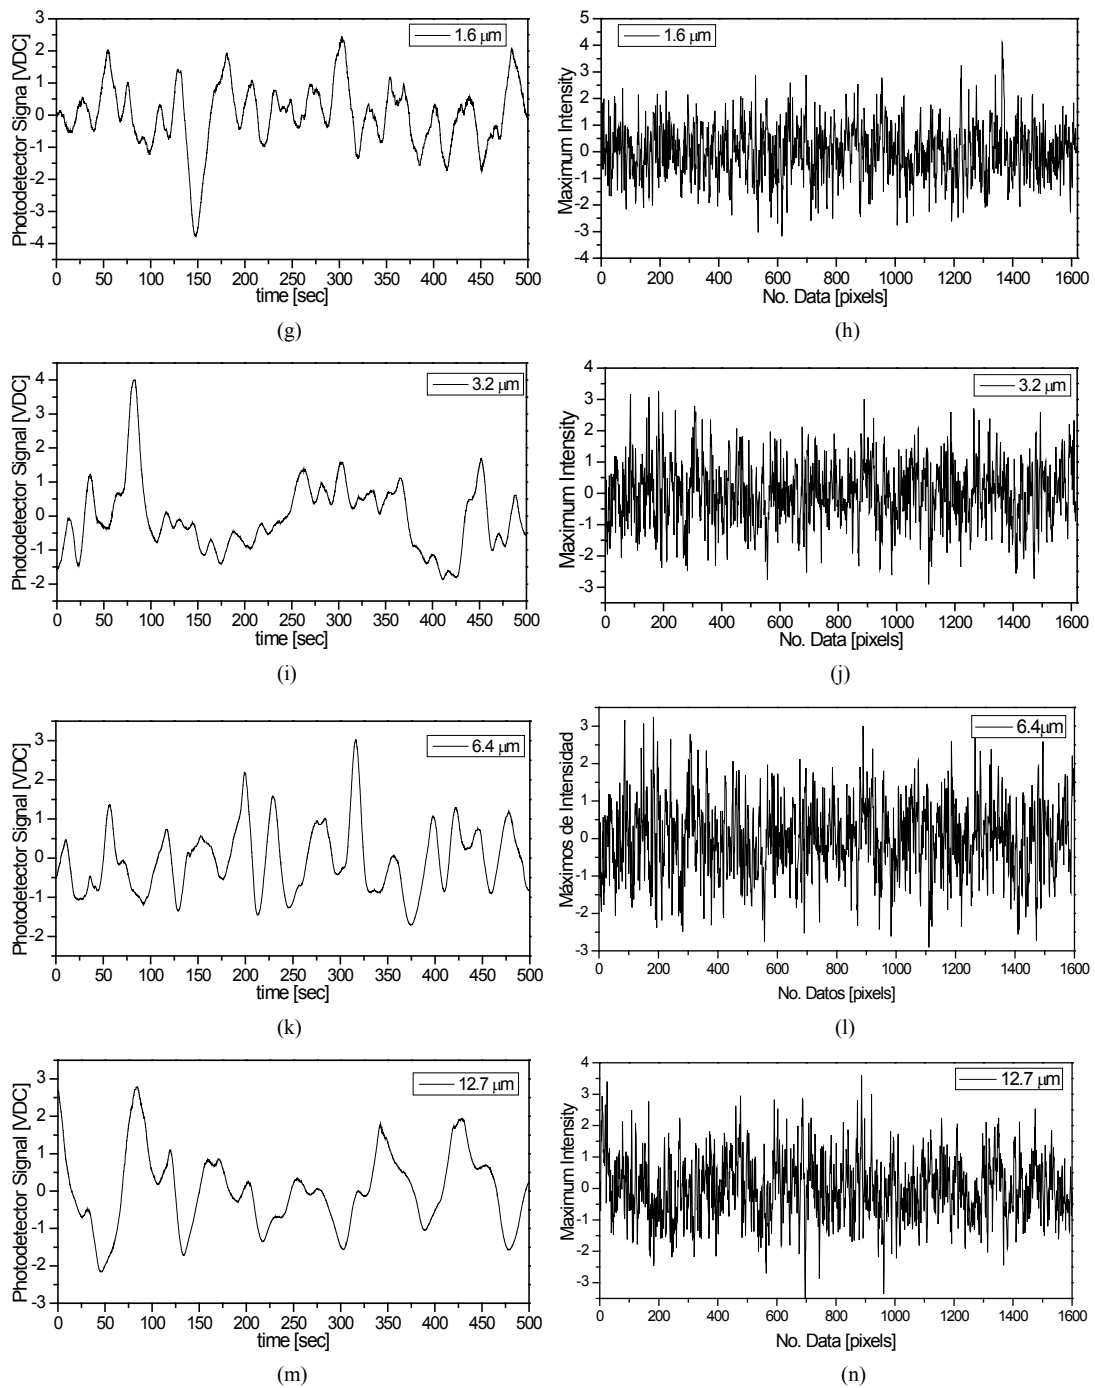 3
2
1
0
-1
-2
-3
-4
Photodetector Signa [VDC]
1.6 μm
0 50 100 150 200 250 300 350 400 450 500
time [sec]
(g)
5
4
3
2
1
0
-1
-2
-3
-4
Maximum Intensity
1.6 μm
0 200 400 600 800 1000 1200 1400 1600
No. Data [pixels]
(h)
4
3
2
1
0
-1
-2
Photodetector Signal [VDC]
3.2 μm
0 50 100 150 200 250 300 350 400 450 500
time [sec]
(i)
4
3
2
1
0
-1
-2
-3
Maximum Intensity
3.2 μm
0 200 400 600 800 1000 1200 1400 1600
No. Data [pixels]
(j)
3
2
1
0
-1
-2
Photodetector Signal [VDC]
6.4 μm
0 50 100 150 200 250 300 350 400 450 500
time [sec]
(k)
3
2
1
0
-1
-2
-3
Máximos de Intensidad
6.4μm
0 200 400 600 800 1000 1200 1400 1600
No. Datos [pixels]
(l)
3
2
1
0
-1
-2
-3
Photodetector Signal [VDC]
12.7 μm
0 50 100 150 200 250 300 350 400 450 500
time [sec]
(m)
4
3
2
1
0
-1
-2
-3
Maximum Intensity
12.7 μm
0 200 400 600 800 1000 1200 1400 1600
No. Data [pixels]
(n)